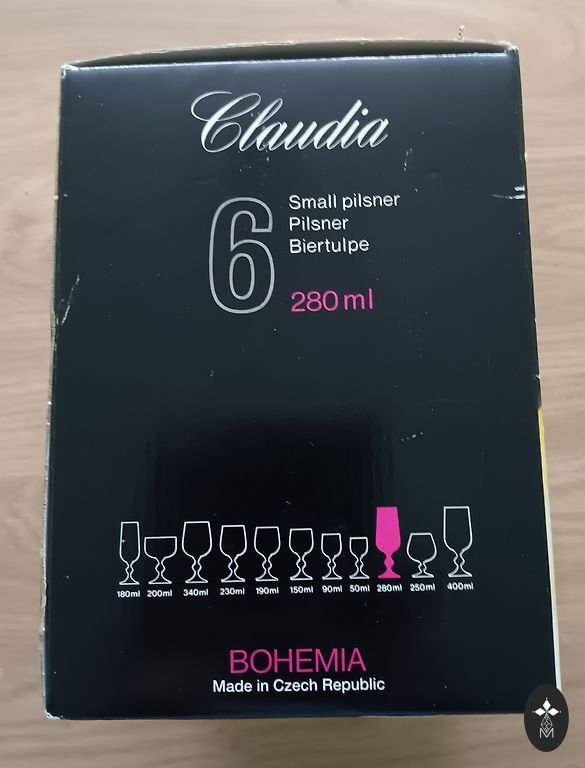 Claudia
6
Small pilsner
Pilsner
Biertulpe
280 ml
180ml 200ml 340ml 230ml 190ml 150ml 90ml 50ml 280ml 250ml 400ml
BOHEMIA
Made in Czech Republic
M